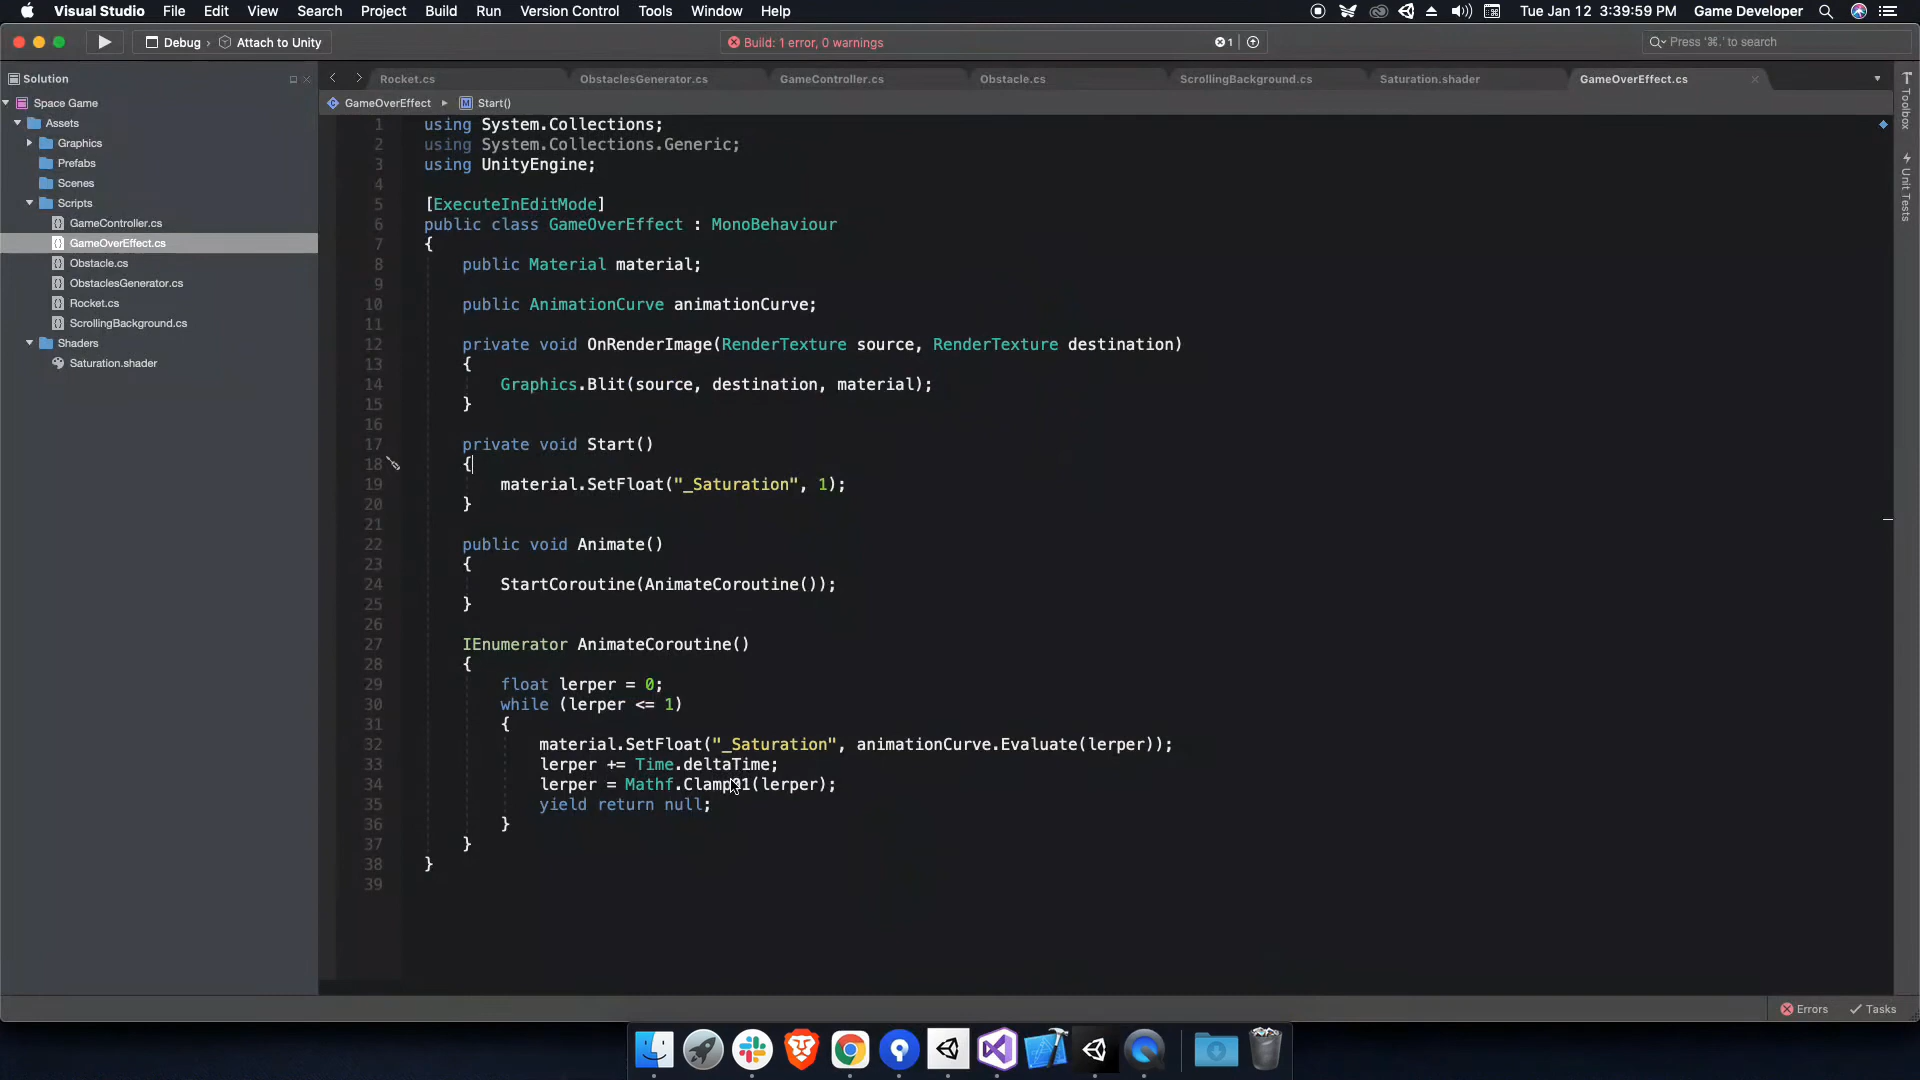 Visual Studio File Edit View Search Project Build Run Version Control Tools Window Help Tue Jan 12 3:39:59 PM Game Developer
Debug › Attach to Unity Build: 1 error, 0 warnings 1 Press '⌘.' to search
Solution Rocket.cs ObstaclesGenerator.cs GameController.cs Obstacle.cs ScrollingBackground.cs Saturation.shader GameOverEffect.cs
GameOverEffect Start()
Space Game
Assets
Graphics
Prefabs
Scenes
Scripts
GameController.cs
GameOverEffect.cs
Obstacle.cs
ObstaclesGenerator.cs
Rocket.cs
ScrollingBackground.cs
Shaders
Saturation.shader
1 using System.Collections;
2 using System.Collections.Generic;
3 using UnityEngine;
4
5 [ExecuteInEditMode]
6 public class GameOverEffect : MonoBehaviour
7 {
8 public Material material;
9
10 public AnimationCurve animationCurve;
11
12 private void OnRenderImage(RenderTexture source, RenderTexture destination)
13 {
14 Graphics.Blit(source, destination, material);
15 }
16
17 private void Start()
18 {
19 material.SetFloat("_Saturation", 1);
20 }
21
22 public void Animate()
23 {
24 StartCoroutine(AnimateCoroutine());
25 }
26
27 IEnumerator AnimateCoroutine()
28 {
29 float lerper = 0;
30 while (lerper <= 1)
31 {
32 material.SetFloat("_Saturation", animationCurve.Evaluate(lerper));
33 lerper += Time.deltaTime;
34 lerper = Mathf.Clamp01(lerper);
35 yield return null;
36 }
37 }
38 }
39
Toolbox
Unit Tests
Errors Tasks